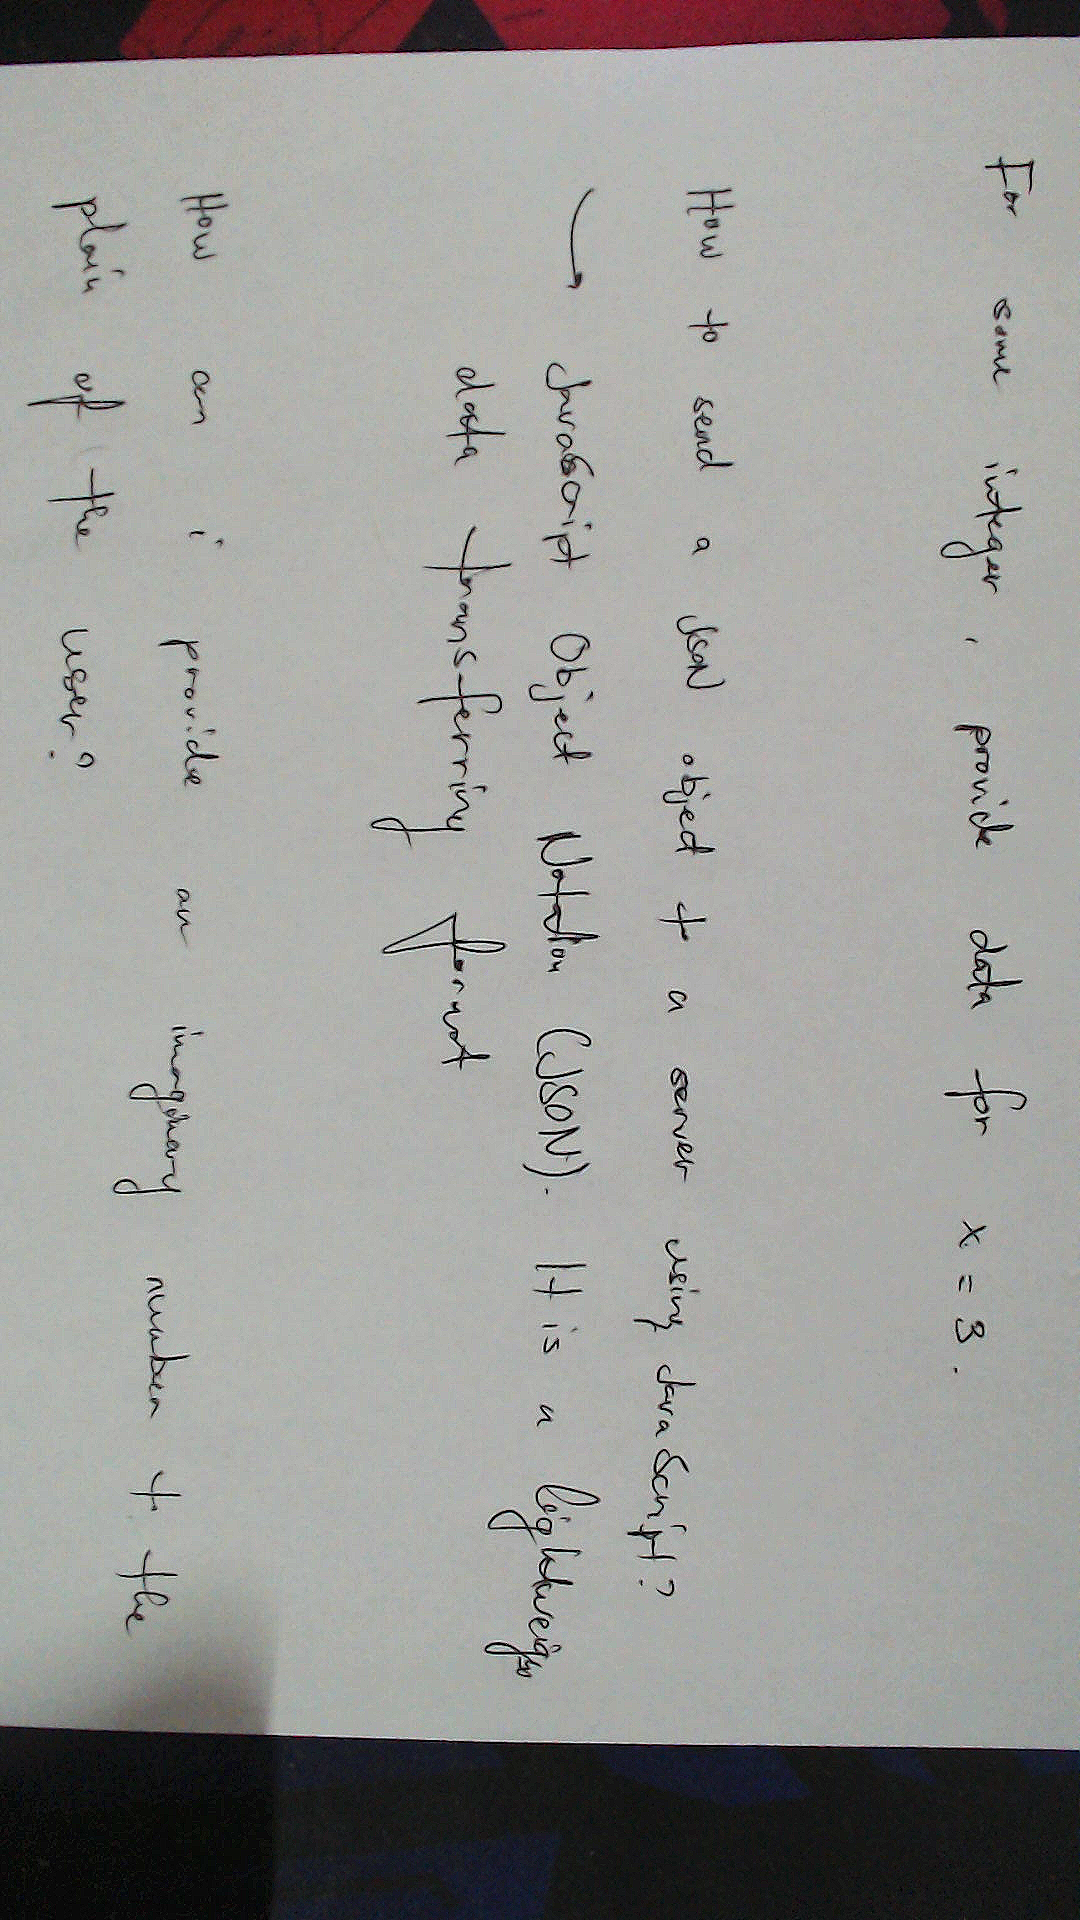 For some integer, provide data for x = 3.
How to send a JSON object to a server using JavaScript?
JavaScript Object Notation (JSON). It is a lightweight
data transferring format
How can i provide an imaginary number to the
plain of the user?